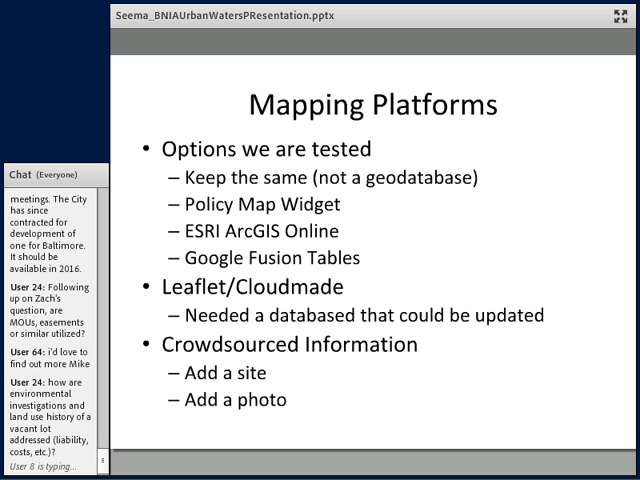 Seema_BNIAUrbanWatersPResentation.pptx
Mapping Platforms
• Options we are tested
– Keep the same (not a geodatabase)
– Policy Map Widget
– ESRI ArcGIS Online
– Google Fusion Tables
• Leaflet/Cloudmade
– Needed a databased that could be updated
• Crowdsourced Information
– Add a site
– Add a photo
Chat (Everyone)
meetings. The City
has since
contracted for
development of
one for Baltimore.
It should be
available in 2016.
User 24: Following
up on Zach's
question, are
MOUs, easements
or similar utilized?
User 64: i'd love to
find out more Mike
User 24: how are
environmental
investigations and
land use history of a
vacant lot
addressed (liability,
costs, etc.)?
User 8 is typing...